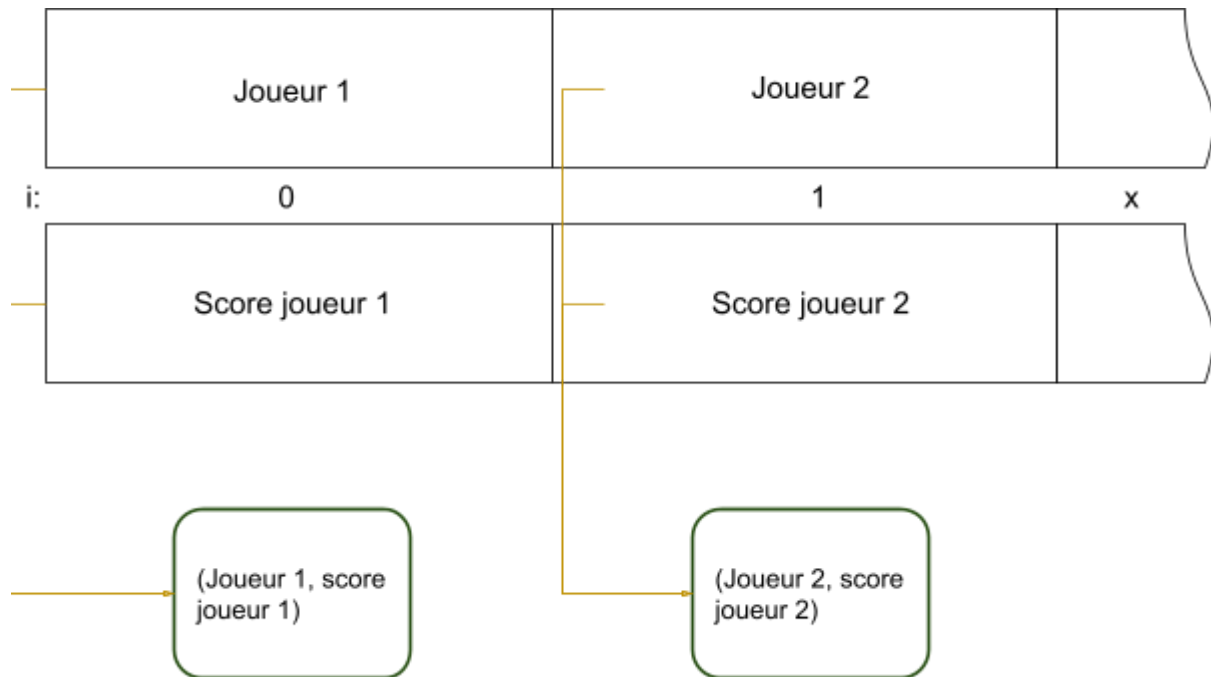 Joueur 1
Joueur 2
i:
0
1
x
Score joueur 1
Score joueur 2
(Joueur 1, score
joueur 1)
(Joueur 2, score
joueur 2)